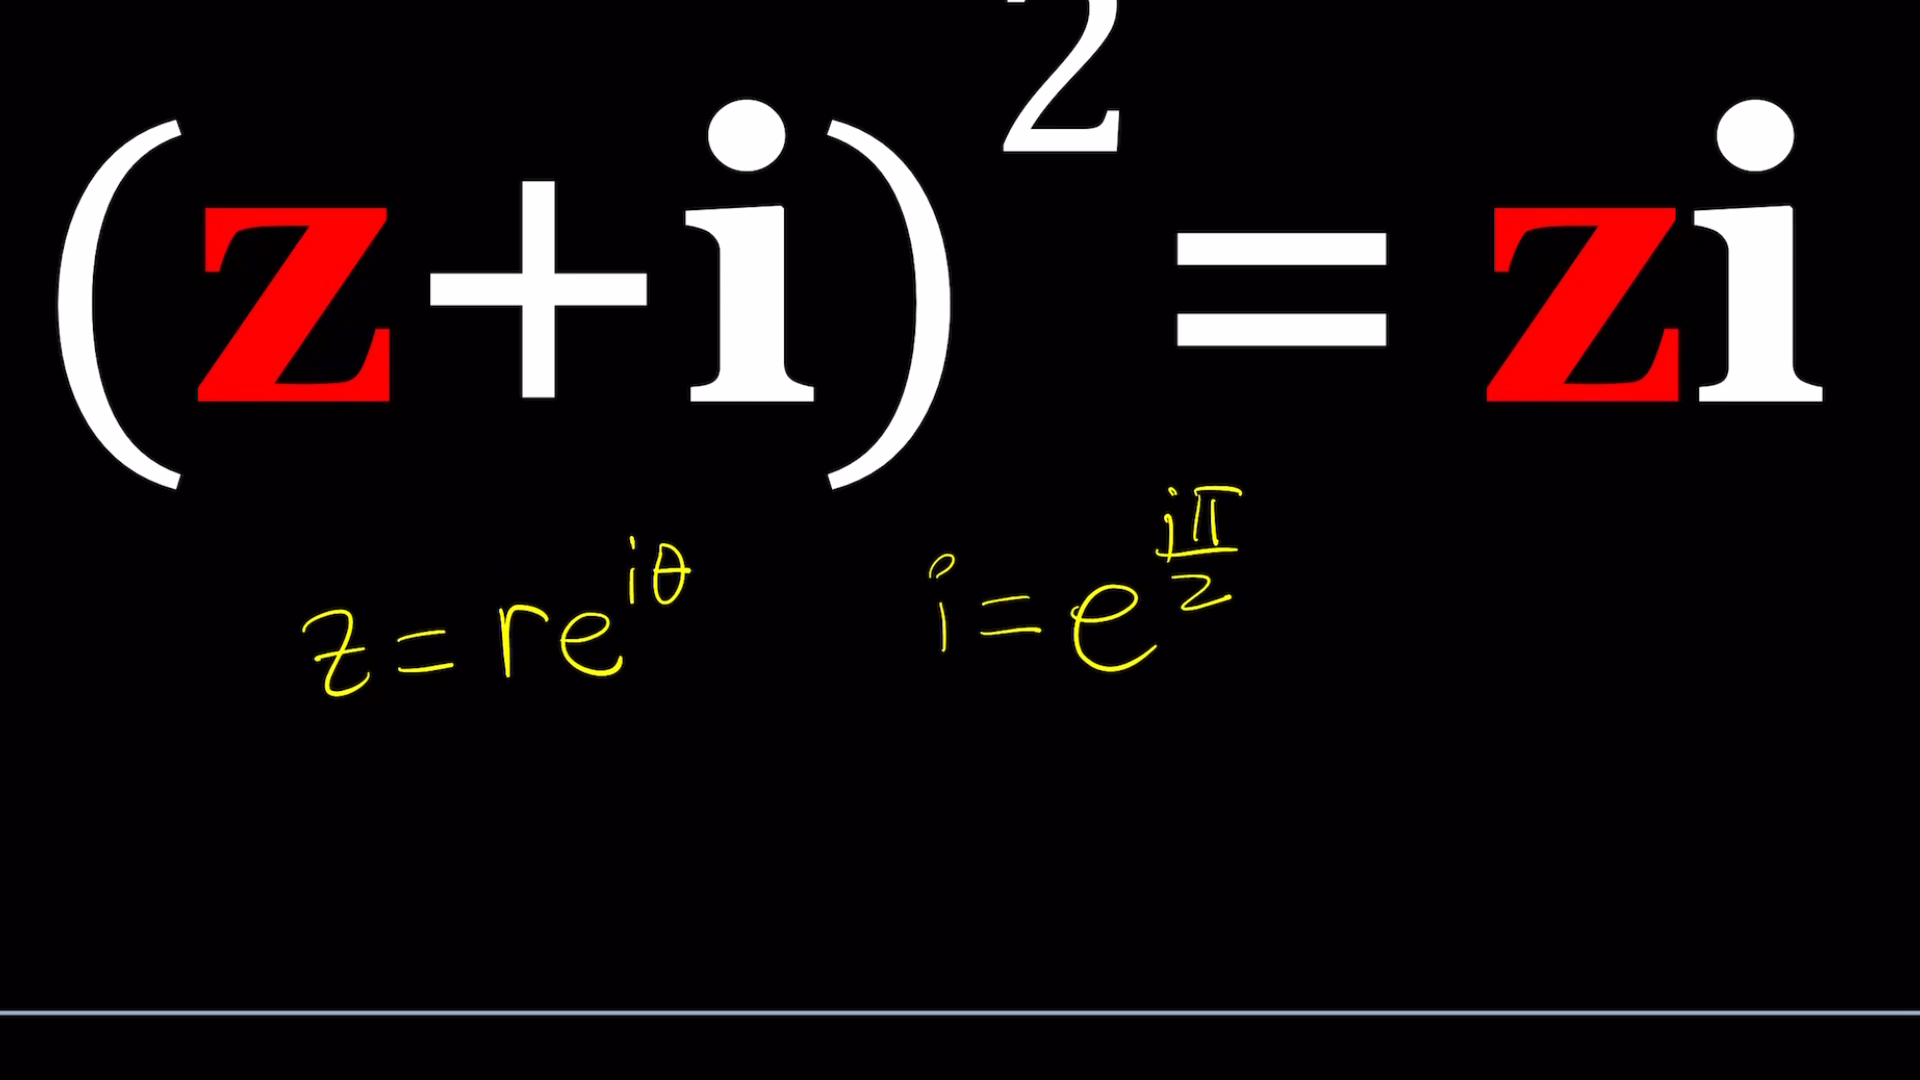 (z+i)² = zi
z = re^{iθ} i = e^{iπ/2}